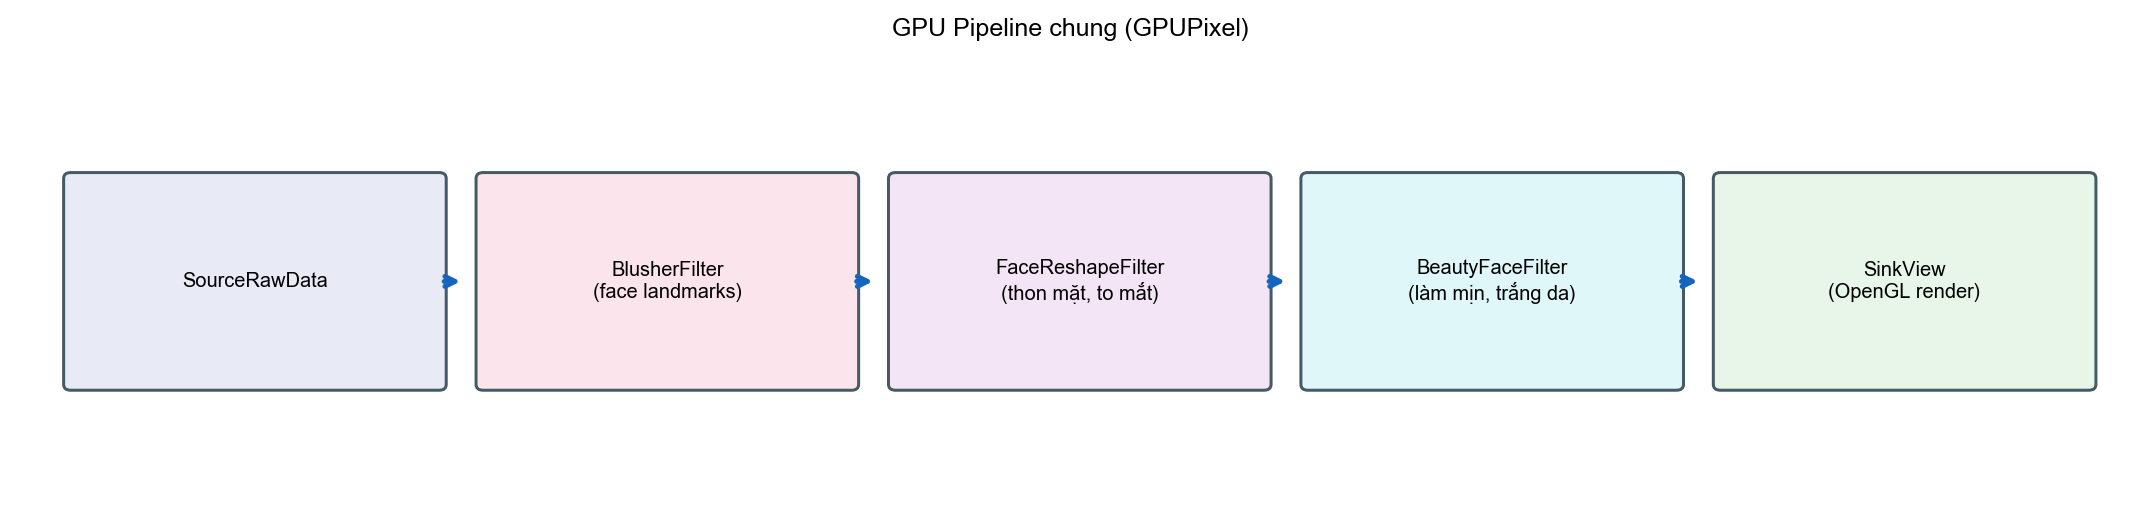 GPU Pipeline chung (GPUPixel)
SourceRawData
BlusherFilter
(face landmarks)
FaceReshapeFilter
(thon mặt, to mắt)
BeautyFaceFilter
(làm mịn, trắng da)
SinkView
(OpenGL render)